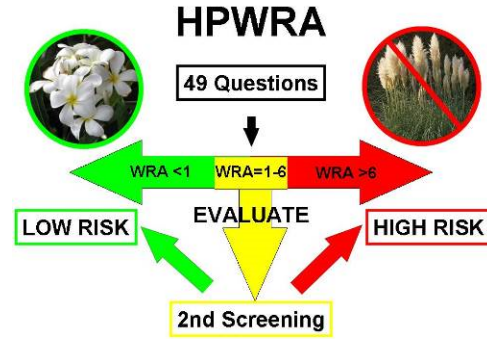 HPWRA
49 Questions
WRA <1
WRA=1-6
WRA >6
EVALUATE
LOW RISK
HIGH RISK
2nd Screening